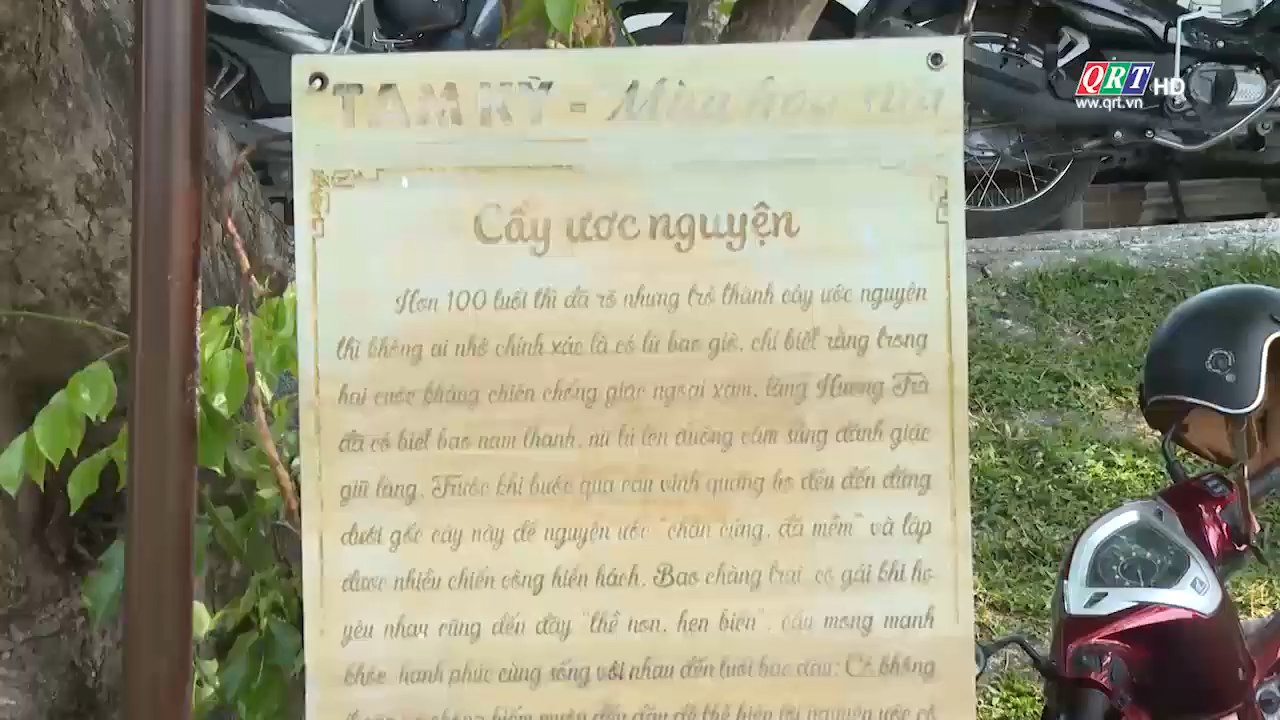 TAM KỲ - Mùa hoa sưa
QRT HD
www.qrt.vn
Cây ước nguyện
Hơn 100 tuổi thì đã rõ nhưng trở thành cây ước nguyện
thì không ai nhớ chính xác là có từ bao giờ, chỉ biết rằng trong
hai cuộc kháng chiến chống giặc ngoại xâm, làng Hương Trà
đã có biết bao nam thanh, nữ tú lên đường cầm súng đánh giặc
giữ làng. Trước khi bước qua cầu vinh quang họ đều đến đứng
dưới gốc cây này để nguyện ước "chân cứng, đá mềm" và lập
được nhiều chiến công hiển hách. Bao chàng trai, cô gái khi họ
yêu nhau cũng đến đây "thề non, hẹn biển", cầu mong mạnh
khỏe, hạnh phúc cùng sống với nhau đến tuổi bạc đầu; Có không